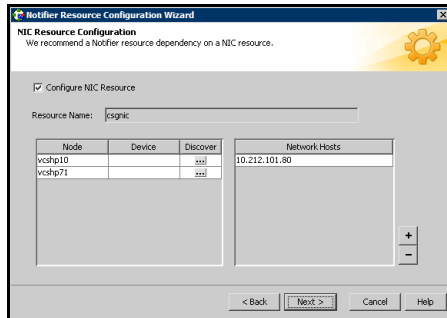 Notifier Resource Configuration Wizard
NIC Resource Configuration
We recommend a Notifier resource dependency on a NIC resource.
Configure NIC Resource
Resource Name: csgnic
Node Device Discover Network Hosts
vcshp10 ... 10.212.101.80
vcshp71 ...
+
−
< Back Next > Cancel Help